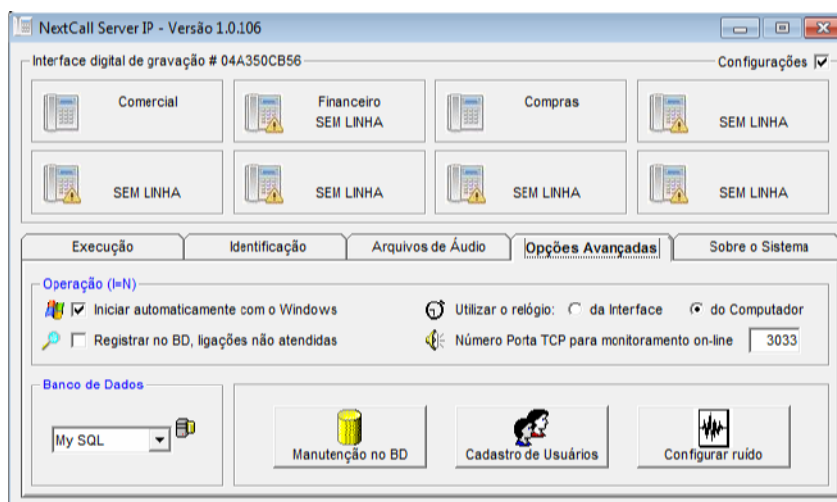 NextCall Server IP - Versão 1.0.106
Interface digital de gravação # 04A350CB56
Configurações
Comercial
Financeiro
SEM LINHA
Compras
SEM LINHA
SEM LINHA
SEM LINHA
SEM LINHA
SEM LINHA
Execução
Identificação
Arquivos de Áudio
Opções Avançadas
Sobre o Sistema
Operação (I=N)
Iniciar automaticamente com o Windows
Utilizar o relógio:
da Interface
do Computador
Registrar no BD, ligações não atendidas
Número Porta TCP para monitoramento on-line
3033
Banco de Dados
My SQL
Manutenção no BD
Cadastro de Usuários
Configurar ruído